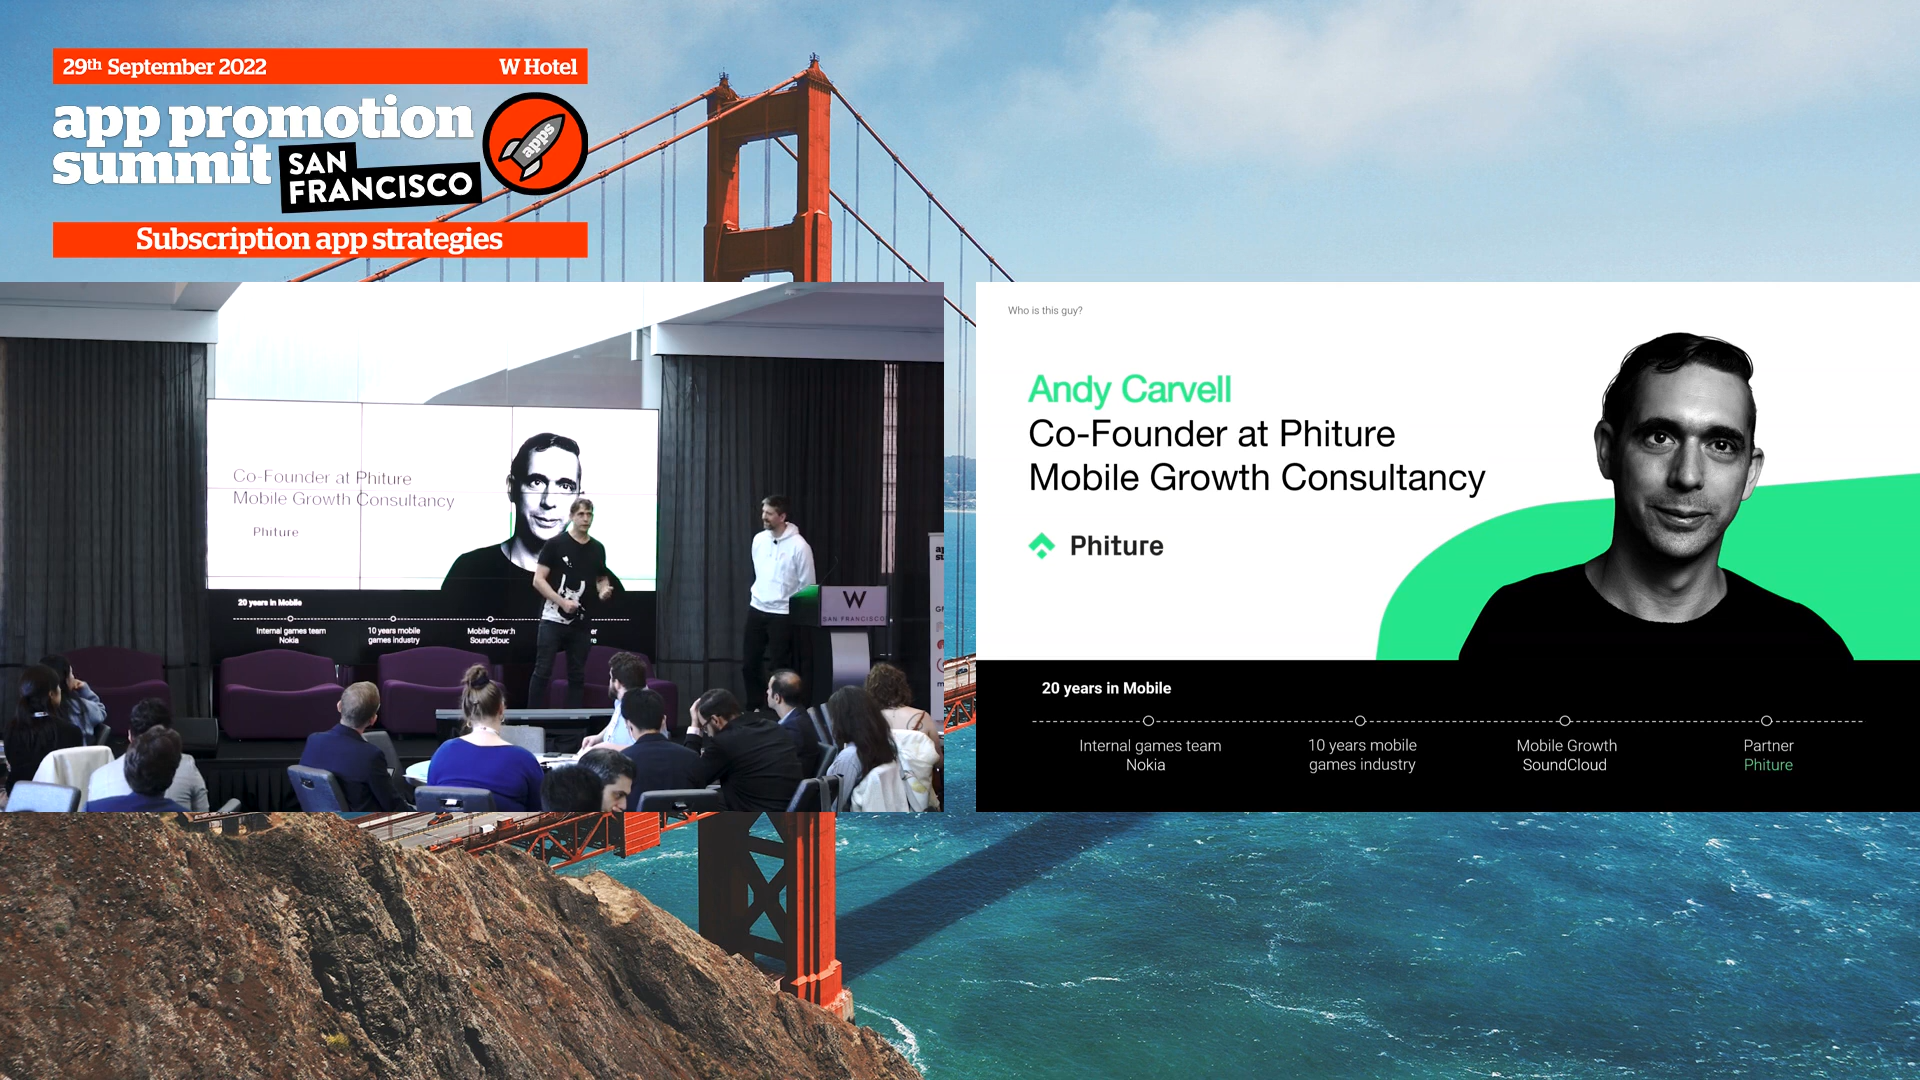 29th September 2022
W Hotel
app promotion
summit SAN
FRANCISCO
apps
Subscription app strategies
Co-Founder at Phiture
Mobile Growth Consultancy
Phiture
20 years in Mobile
Internal games team
Nokia
10 years mobile
games industry
Mobile Growth
SoundCloud
W
SAN FRANCISCO
Who is this guy?
Andy Carvell
Co-Founder at Phiture
Mobile Growth Consultancy
Phiture
20 years in Mobile
Internal games team
Nokia
10 years mobile
games industry
Mobile Growth
SoundCloud
Partner
Phiture